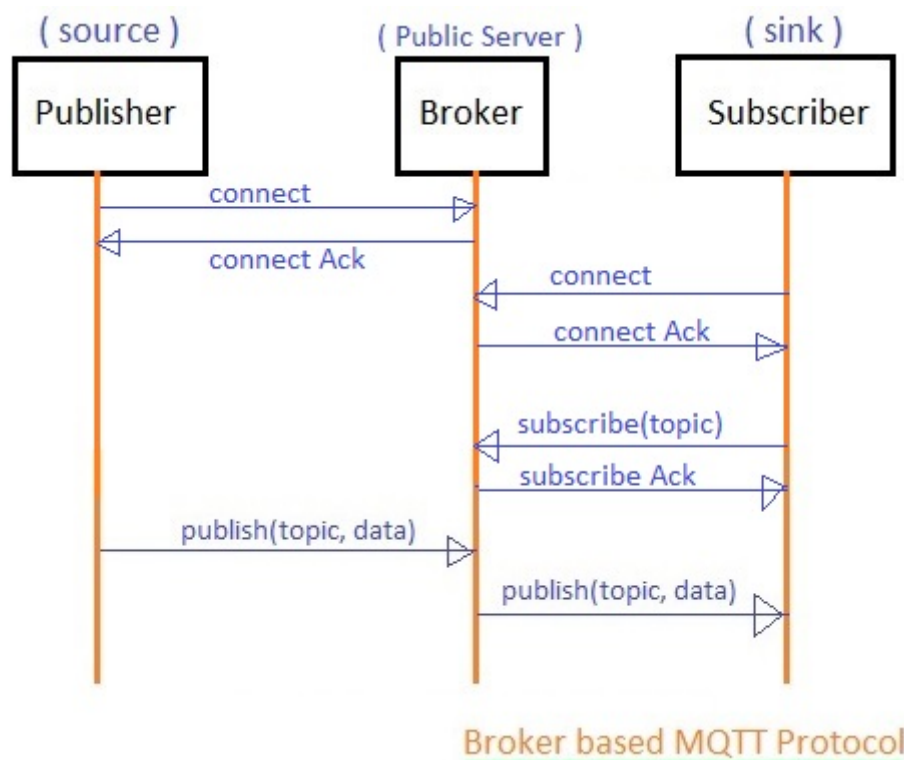 ( source )
( Public Server )
( sink )
Publisher
Broker
Subscriber
connect
connect Ack
connect
connect Ack
subscribe(topic)
subscribe Ack
publish(topic, data)
publish(topic, data)
Broker based MQTT Protocol